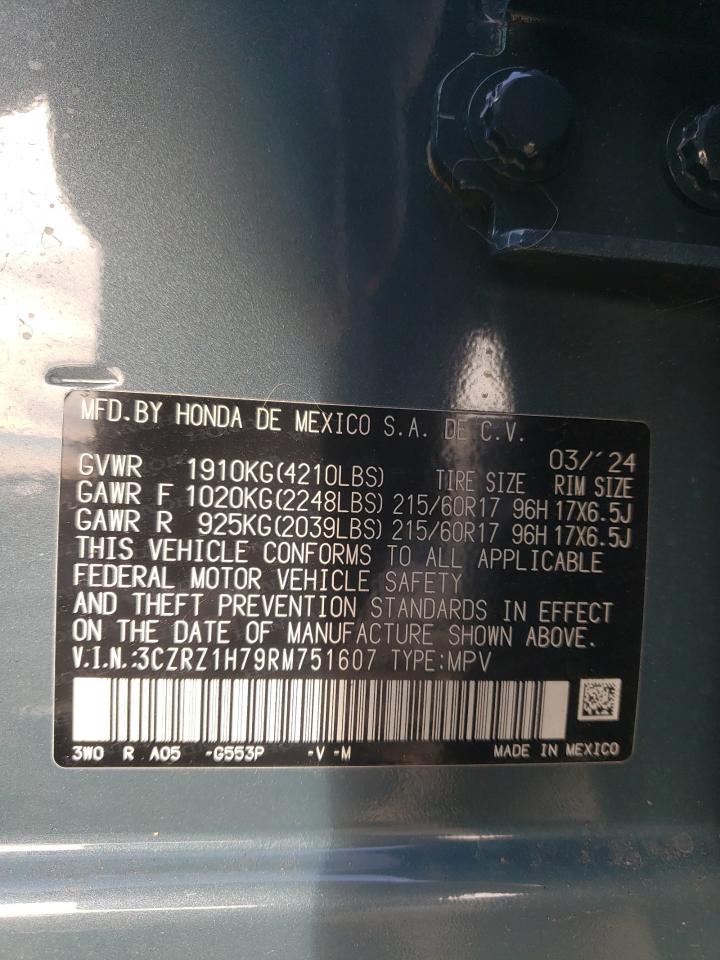 MFD.BY HONDA DE MEXICO S.A. DE C.V.
03/'24
GVWR 1910KG(4210LBS) TIRE SIZE RIM SIZE
GAWR F 1020KG(2248LBS) 215/60R17 96H 17X6.5J
GAWR R 925KG(2039LBS) 215/60R17 96H 17X6.5J
THIS VEHICLE CONFORMS TO ALL APPLICABLE
FEDERAL MOTOR VEHICLE SAFETY
AND THEFT PREVENTION STANDARDS IN EFFECT
ON THE DATE OF MANUFACTURE SHOWN ABOVE.
V.I.N.:3CZRZ1H79RM751607 TYPE:MPV
3W0 R A05 -G553P -V -M MADE IN MEXICO